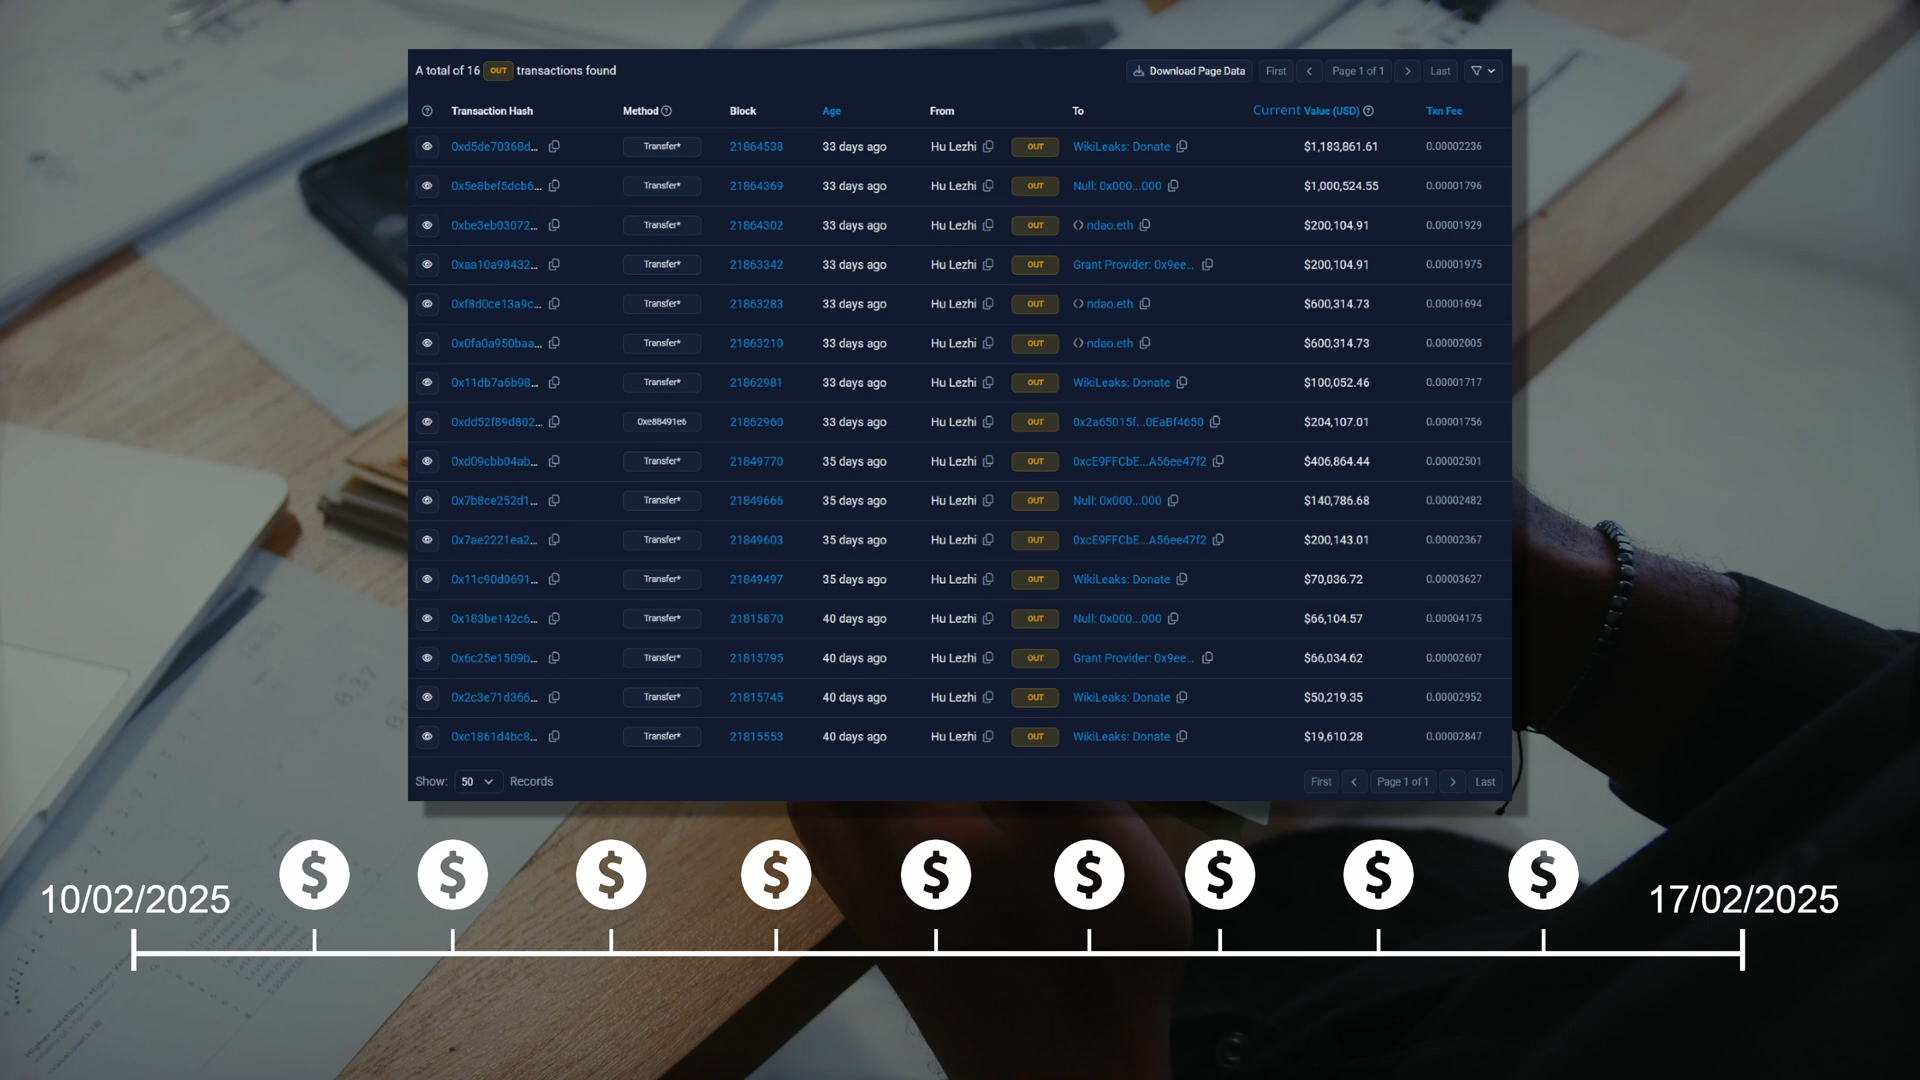 A total of 16 OUT transactions found Download Page Data First Page 1 of 1 Last
Transaction Hash Method Block Age From To Current Value (USD) Txn Fee
0xd5de70368d... Transfer* 21864538 33 days ago Hu Lezhi OUT WikiLeaks: Donate $1,183,861.61 0.00002236
0x5e8bef5dcb6... Transfer* 21864369 33 days ago Hu Lezhi OUT Null: 0x000...000 $1,000,524.55 0.00001796
0xbe3eb03072... Transfer* 21864302 33 days ago Hu Lezhi OUT ndao.eth $200,104.91 0.00001929
0xaa10a98432... Transfer* 21863342 33 days ago Hu Lezhi OUT Grant Provider: 0x9ee... $200,104.91 0.00001975
0xf8d0ce13a9c... Transfer* 21863283 33 days ago Hu Lezhi OUT ndao.eth $600,314.73 0.00001694
0x0fa0a950baa... Transfer* 21863210 33 days ago Hu Lezhi OUT ndao.eth $600,314.73 0.00002005
0x11db7a6b98... Transfer* 21862981 33 days ago Hu Lezhi OUT WikiLeaks: Donate $100,052.46 0.00001717
0xdd52f89d802... 0xe88491e6 21862960 33 days ago Hu Lezhi OUT 0x2a65015f...0EaBf4650 $204,107.01 0.00001756
0xd09cbb04ab... Transfer* 21849770 35 days ago Hu Lezhi OUT 0xcE9FFCbE...A56ee47f2 $406,864.44 0.00002501
0x7b8ce252d1... Transfer* 21849666 35 days ago Hu Lezhi OUT Null: 0x000...000 $140,786.68 0.00002482
0x7ae2221ea2... Transfer* 21849603 35 days ago Hu Lezhi OUT 0xcE9FFCbE...A56ee47f2 $200,143.01 0.00002367
0x11c90d0691... Transfer* 21849497 35 days ago Hu Lezhi OUT WikiLeaks: Donate $70,036.72 0.00003627
0x183be142c6... Transfer* 21815870 40 days ago Hu Lezhi OUT Null: 0x000...000 $66,104.57 0.00004175
0x6c25e1509b... Transfer* 21815795 40 days ago Hu Lezhi OUT Grant Provider: 0x9ee... $66,034.62 0.00002607
0x2c3e71d366... Transfer* 21815745 40 days ago Hu Lezhi OUT WikiLeaks: Donate $50,219.35 0.00002952
0xc1861d4bc8... Transfer* 21815553 40 days ago Hu Lezhi OUT WikiLeaks: Donate $19,610.28 0.00002847
Show: 50 Records First Page 1 of 1 Last
$ $ $ $ $ $ $ $ $
10/02/2025 17/02/2025